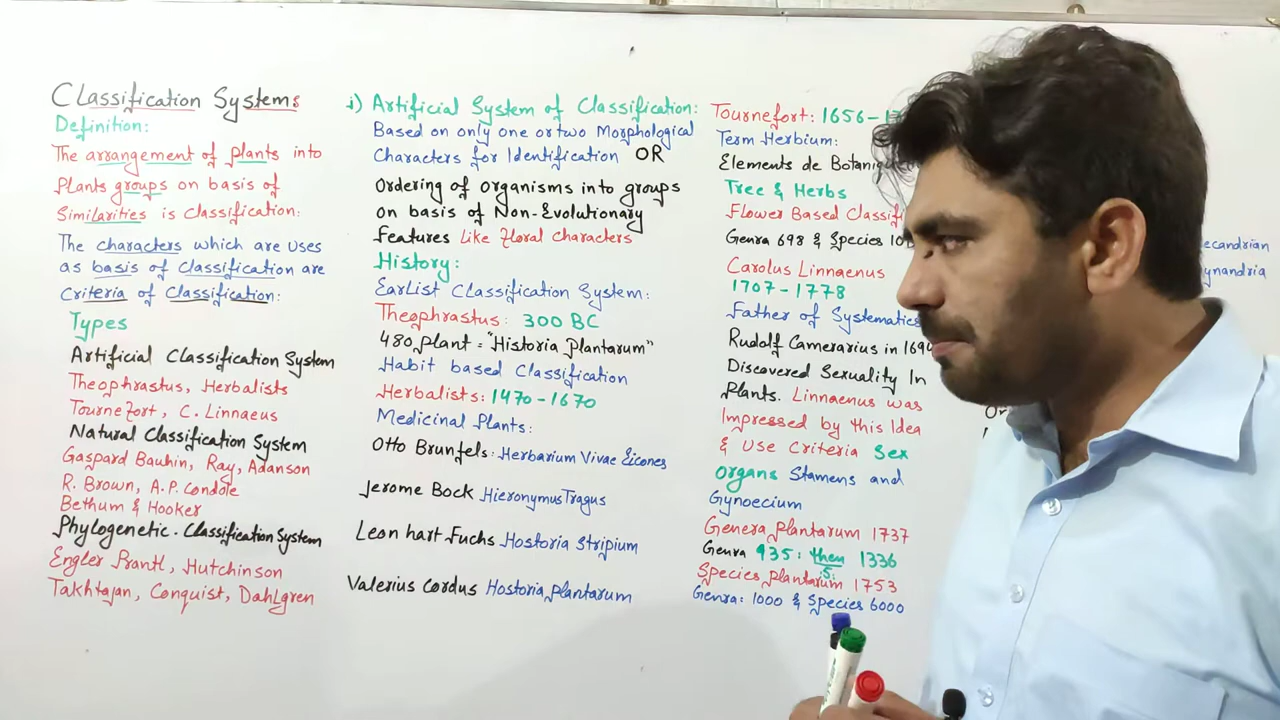 Classification Systems
Definition:
The arrangement of plants into
Plants groups on basis of
Similarities is classification:
The characters which are uses
as basis of classification are
Criteria of Classification:
Types
Artificial Classification System
Theophrastus, Herbalists
Tournefort, C. Linnaeus
Natural Classification System
Gaspard Bauhin, Ray, Adanson
R. Brown, A.P. Condole
Bethum & Hooker
Phylogenetic. Classification System
Engler Prantl, Hutchinson
Takhtajan, Conquist, Dahlgren
i) Artificial System of Classification:
Based on only one or two Morphological
Characters for Identification OR
Ordering of organisms into groups
on basis of Non-Evolutionary
Features Like floral characters
History:
EarList Classification System:
Theophrastus: 300 BC
480 plant = "Historia Plantarum"
Habit based Classification
Herbalists: 1470-1670
Medicinal Plants:
Otto Brunfels: Herbarium Vivae Eicones
Jerome Bock Hieronymus Tragus
Leon hart Fuchs Hostoria Stripium
Valerius Cordus Hostoria plantarum
Tournefort: 1656-
Term Herbium:
Elements de
Tree & Herbs
Flower Based
Genra 698 & Species
Carolus Linnaenus
1707-1778
Father of Systematics
Rudolf Camerarius in 1694
Discovered Sexuality In
Plants. Linnaenus was
Impressed by this Idea
& Use Criteria Sex
organs Stamens and
Gynoecium
Genera Plantarum 1737
Genra 935: then 1336
5:
Species Plantarum 1753
Genra: 1000 & Species 6000